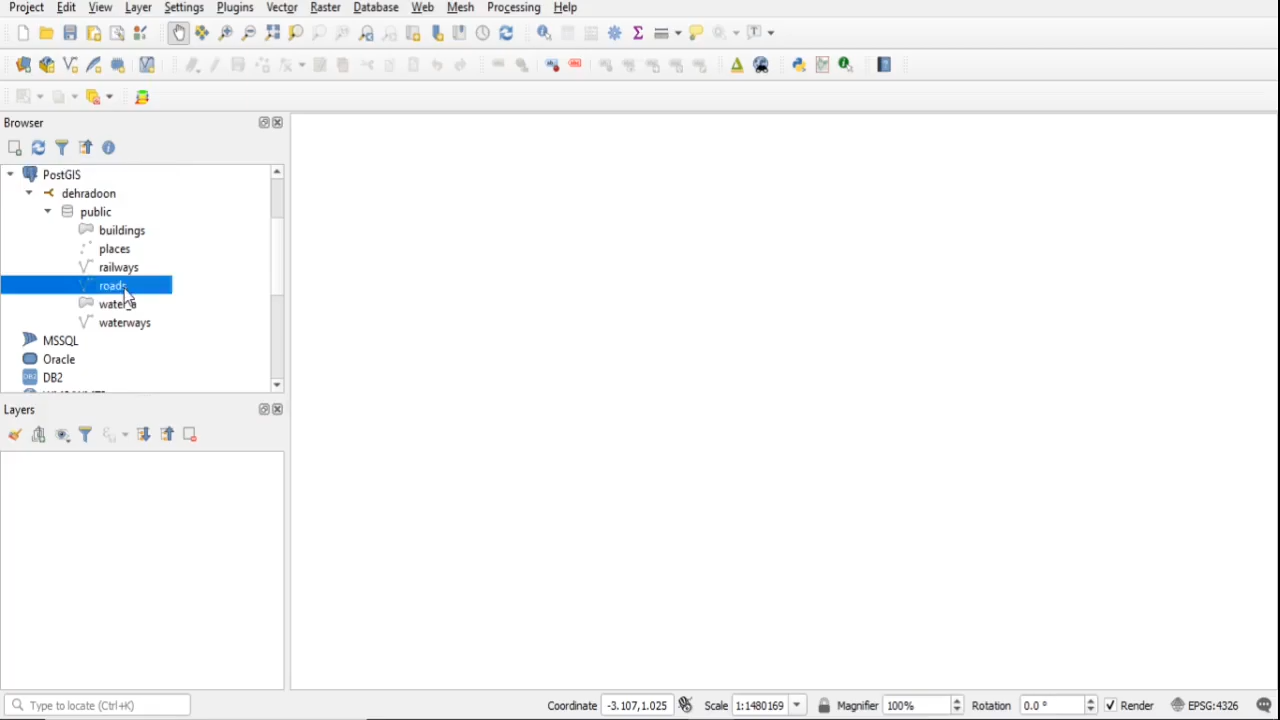 Project Edit View Layer Settings Plugins Vector Raster Database Web Mesh Processing Help
Browser
PostGIS
dehradoon
public
buildings
places
railways
roads
water_a
waterways
MSSQL
Oracle
DB2
Layers
Type to locate (Ctrl+K) Coordinate -3.107,1.025 Scale 1:1480169 Magnifier 100% Rotation 0.0 ° Render EPSG:4326